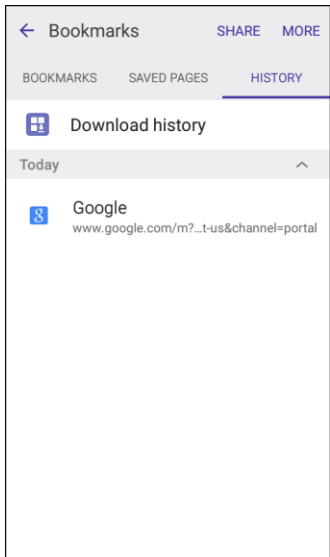 Bookmarks SHARE MORE
BOOKMARKS SAVED PAGES HISTORY
Download history
Today
Google
www.google.com/m?...t-us&channel=portal